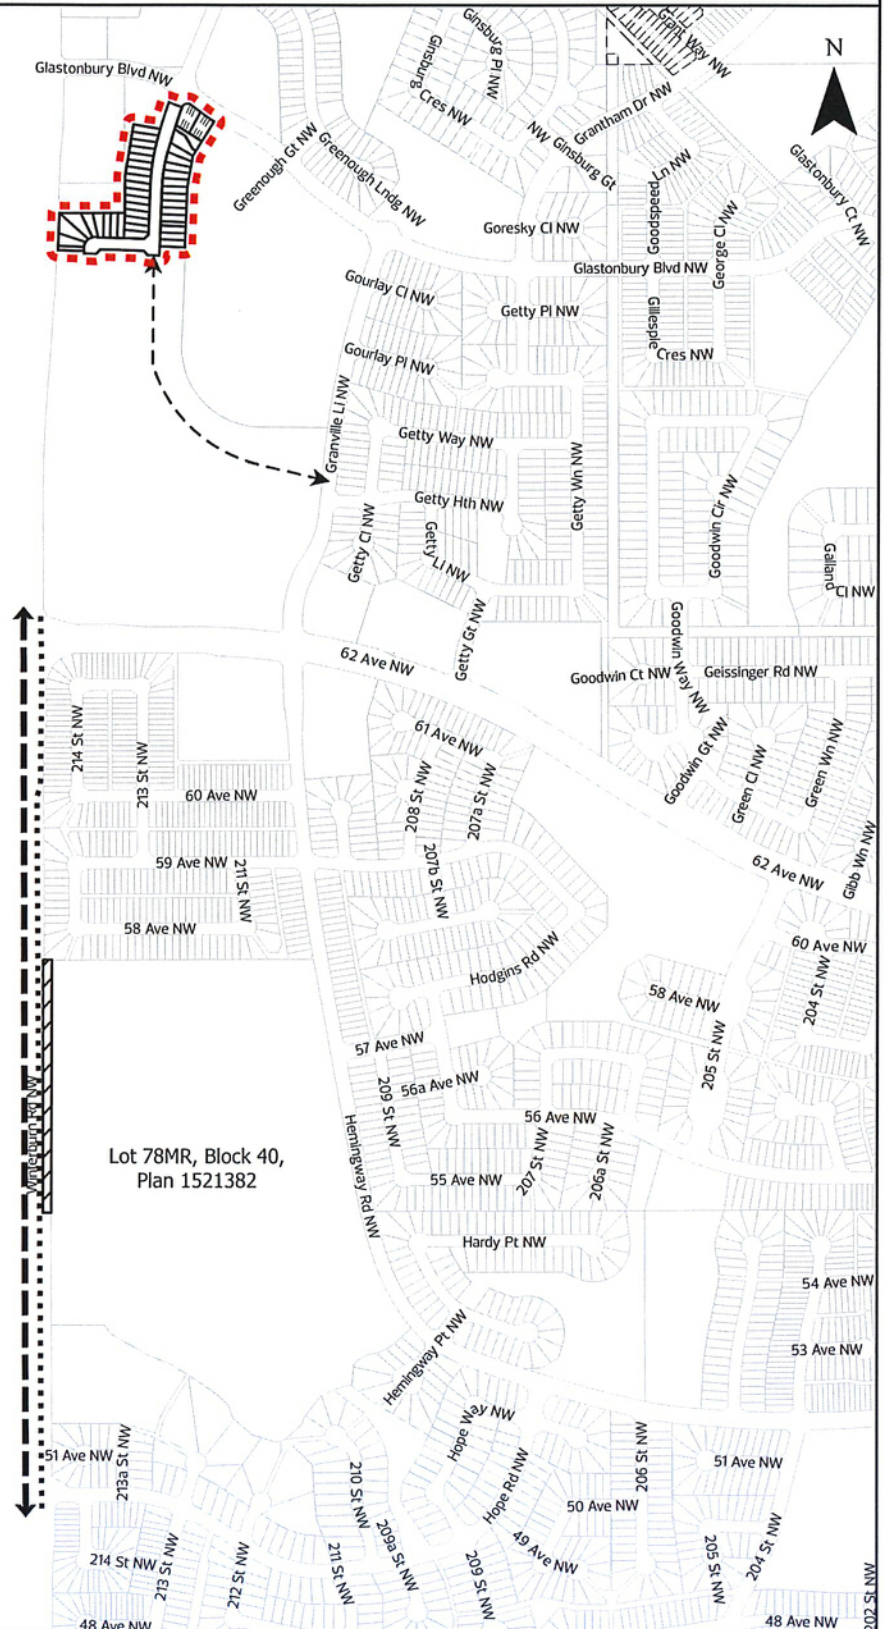 Grant Way NW
Ginsburg Pl NW
Ginsburg
Cres NW
N
Glastonbury Blvd NW
Grantham Dr NW
NW Ginsburg Gt
Greenough Gt NW
Greenough Lndg NW
Goodspeed
Ln NW
Glastonbury Ct NW
George Cl NW
Goresky Cl NW
Glastonbury Blvd NW
Gourlay Cl NW
Getty Pl NW
Gillespie
Cres NW
Gourlay Pl NW
Granville LI NW
Getty Way NW
Getty Wn NW
Getty Hth NW
Goodwin Cir NW
Getty Cl NW
Getty
LI NW
Galland
Cl NW
Getty Gt NW
62 Ave NW
Goodwin Way NW
Goodwin Ct NW
Geissinger Rd NW
214 St NW
61 Ave NW
Goodwin Gt NW
Green Cl NW
Green Wn NW
213 St NW
60 Ave NW
208 St NW
207a St NW
59 Ave NW
211 St NW
207b St NW
62 Ave NW
Gibb Wn NW
58 Ave NW
Hodgins Rd NW
60 Ave NW
58 Ave NW
204 St NW
57 Ave NW
205 St NW
56a Ave NW
209 St NW
Winterburn Rd NW
56 Ave NW
Lot 78MR, Block 40,
Plan 1521382
Hemingway Rd NW
55 Ave NW
207 St NW
206a St NW
Hardy Pt NW
54 Ave NW
Hemingway Pt NW
53 Ave NW
Hope Way NW
51 Ave NW
213a St NW
206 St NW
51 Ave NW
210 St NW
Hope Rd NW
50 Ave NW
214 St NW
213 St NW
212 St NW
211 St NW
209a St NW
209 St NW
49 Ave NW
205 St NW
204 St NW
202 St NW
48 Ave NW
48 Ave NW